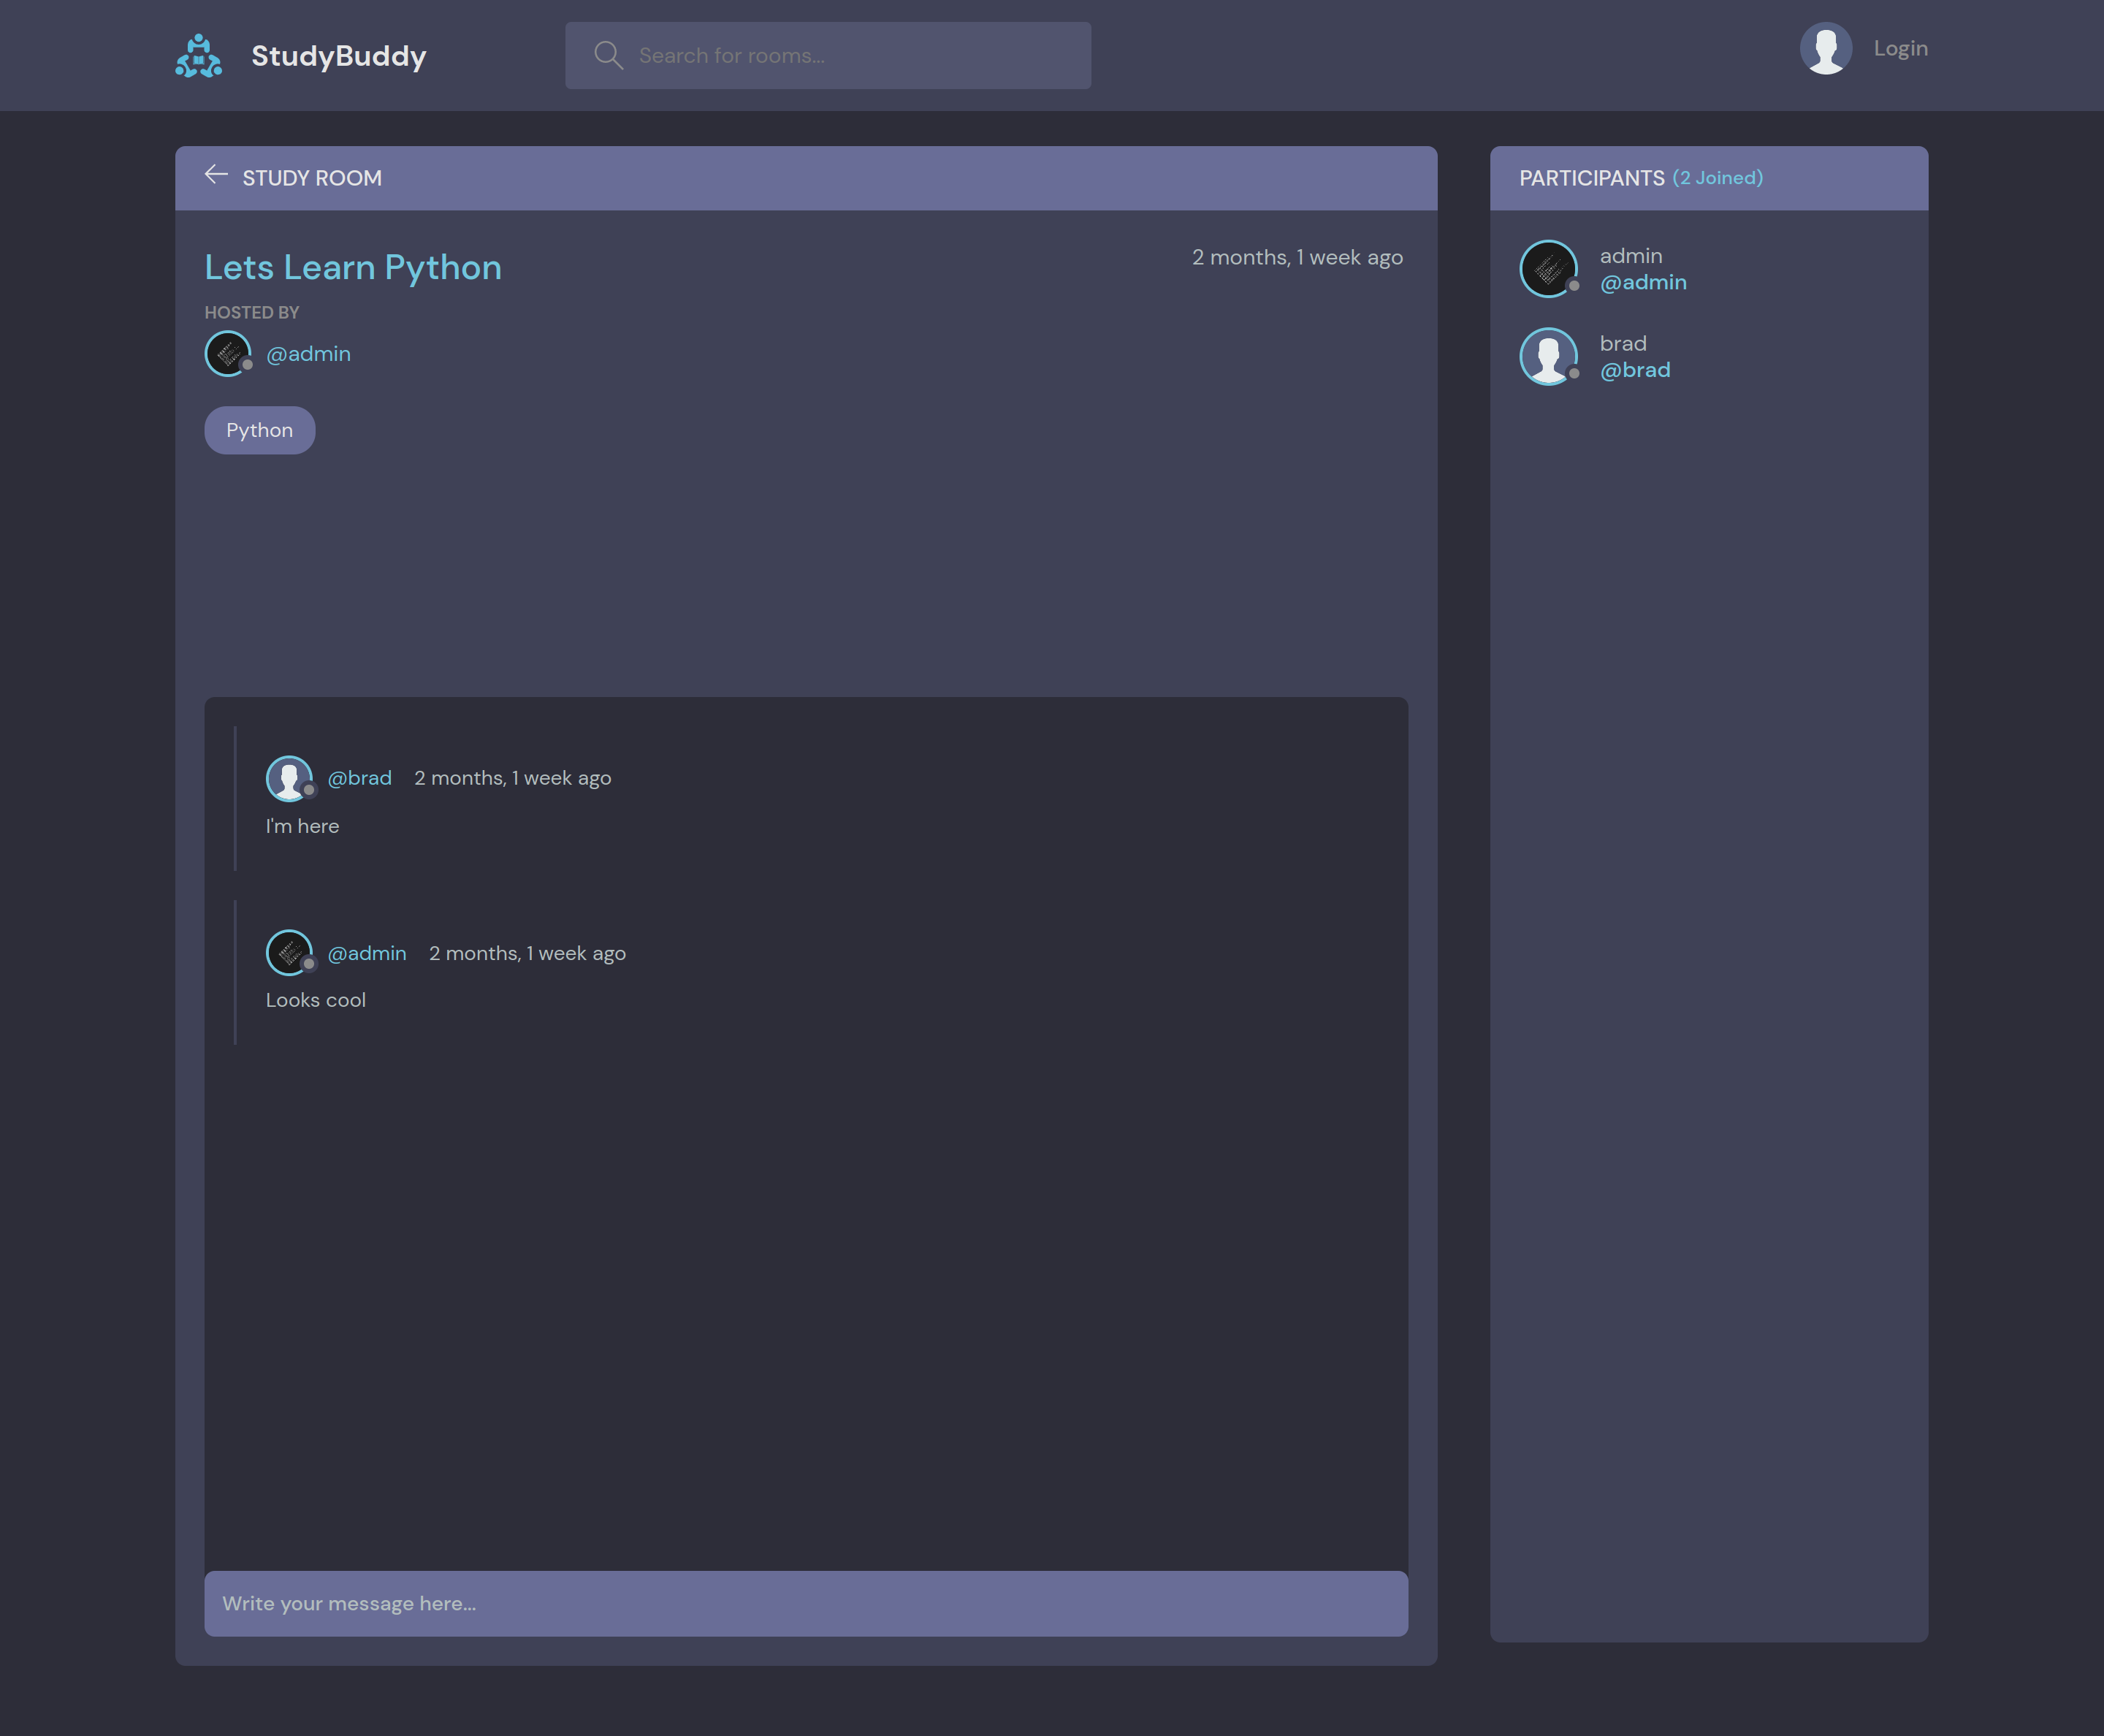 StudyBuddy
Search for rooms...
Login
STUDY ROOM
Lets Learn Python
2 months, 1 week ago
HOSTED BY
@admin
Python
@brad 2 months, 1 week ago
I'm here
@admin 2 months, 1 week ago
Looks cool
Write your message here...
PARTICIPANTS (2 Joined)
admin
@admin
brad
@brad